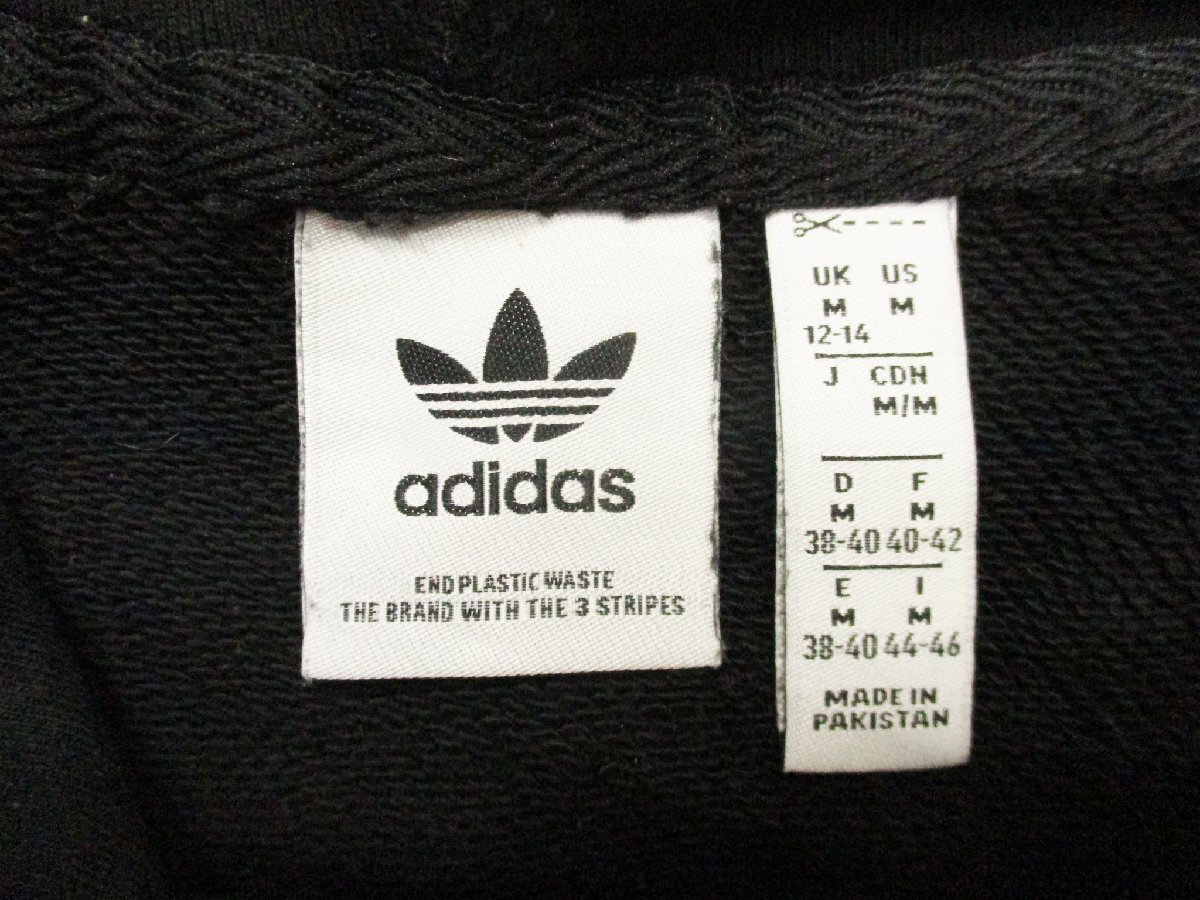 adidas
END PLASTIC WASTE
THE BRAND WITH THE 3 STRIPES
UK US
M M
12-14
J CDH
M/M
D F
M M
38-40 40-42
E I
M M
38-40 44-46
MADE IN
PAKISTAN